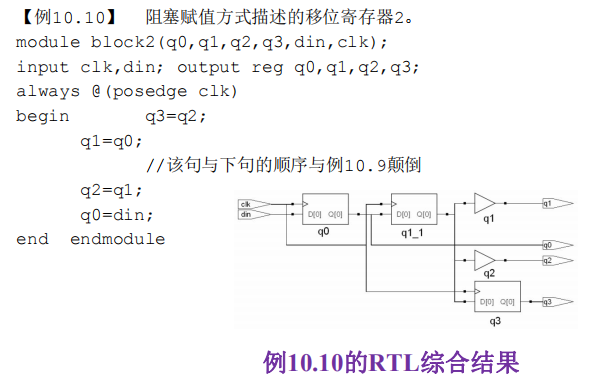 【例10.10】 阻塞赋值方式描述的移位寄存器2。
module block2(q0,q1,q2,q3,din,clk);
input clk,din; output reg q0,q1,q2,q3;
always @(posedge clk)
begin q3=q2;
q1=q0;
//该句与下句的顺序与例10.9颠倒
q2=q1;
q0=din;
end endmodule
clk
din
D[0] Q[0]
q0
D[0] Q[0]
q1_1
q1
q1
q0
q2
q2
D[0] Q[0]
q3
q3
例10.10的RTL综合结果